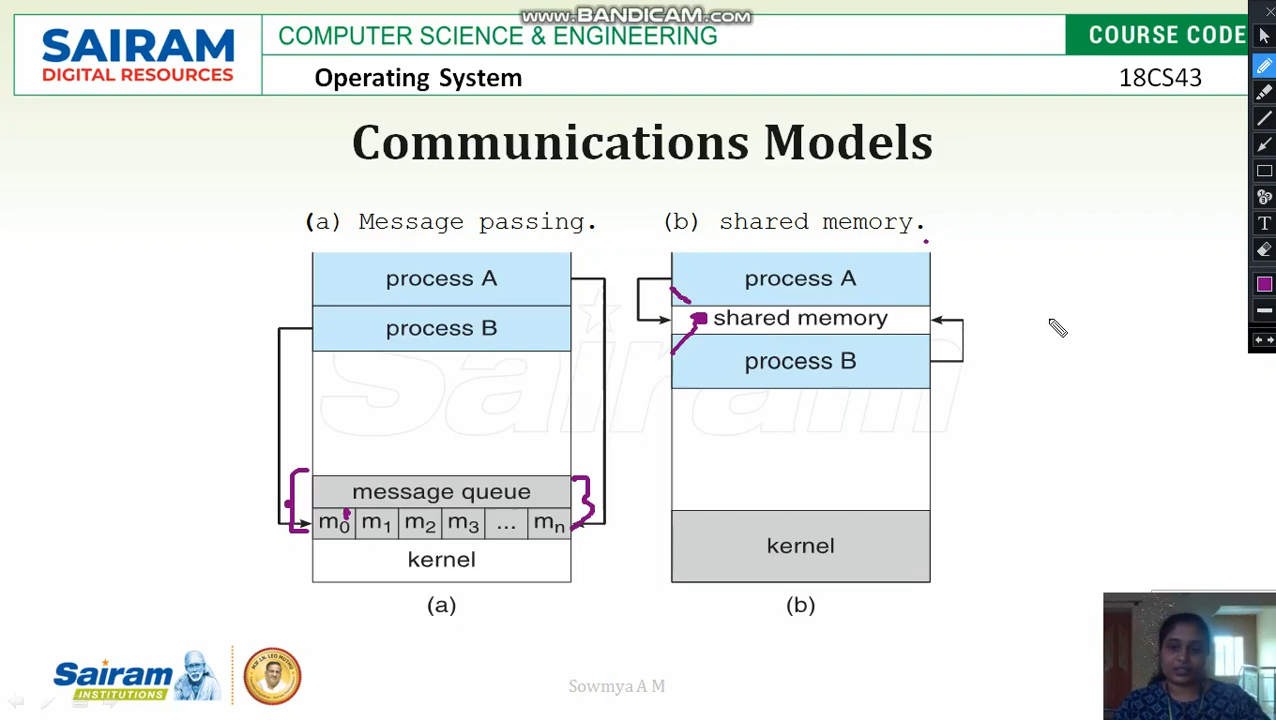 www.BANDICAM.com
SAIRAM
DIGITAL RESOURCES
COMPUTER SCIENCE & ENGINEERING
COURSE CODE
Operating System
18CS43
Communications Models
(a) Message passing.
(b) shared memory.
process A
process B
message queue
m0 m1 m2 m3 ... mn
kernel
(a)
process A
shared memory
process B
kernel
(b)
Sairam
INSTITUTIONS
Sowmya A M
T
Sairam